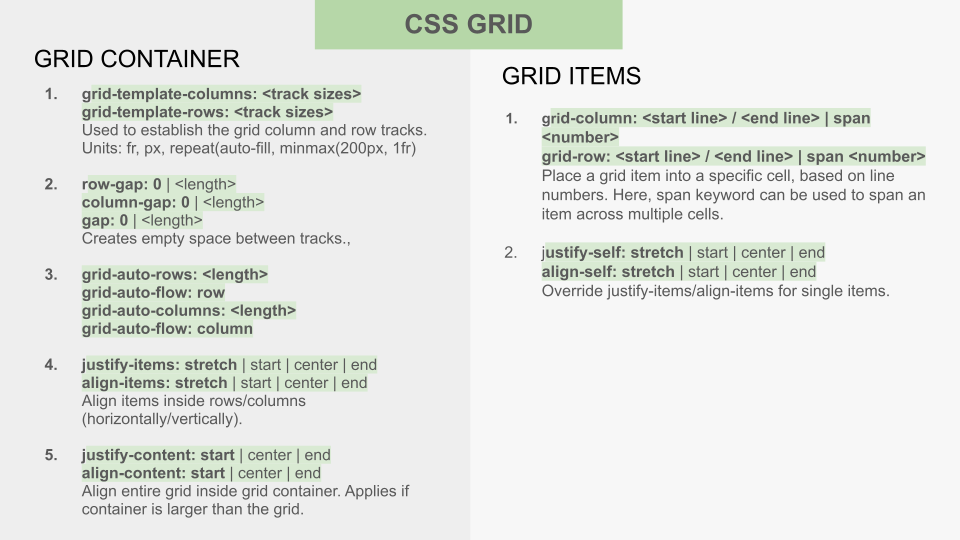 CSS GRID
GRID CONTAINER
1. grid-template-columns: <track sizes>
grid-template-rows: <track sizes>
Used to establish the grid column and row tracks.
Units: fr, px, repeat(auto-fill, minmax(200px, 1fr)
2. row-gap: 0 | <length>
column-gap: 0 | <length>
gap: 0 | <length>
Creates empty space between tracks.,
3. grid-auto-rows: <length>
grid-auto-flow: row
grid-auto-columns: <length>
grid-auto-flow: column
4. justify-items: stretch | start | center | end
align-items: stretch | start | center | end
Align items inside rows/columns
(horizontally/vertically).
5. justify-content: start | center | end
align-content: start | center | end
Align entire grid inside grid container. Applies if
container is larger than the grid.
GRID ITEMS
1. grid-column: <start line> / <end line> | span
<number>
grid-row: <start line> / <end line> | span <number>
Place a grid item into a specific cell, based on line
numbers. Here, span keyword can be used to span an
item across multiple cells.
2. justify-self: stretch | start | center | end
align-self: stretch | start | center | end
Override justify-items/align-items for single items.